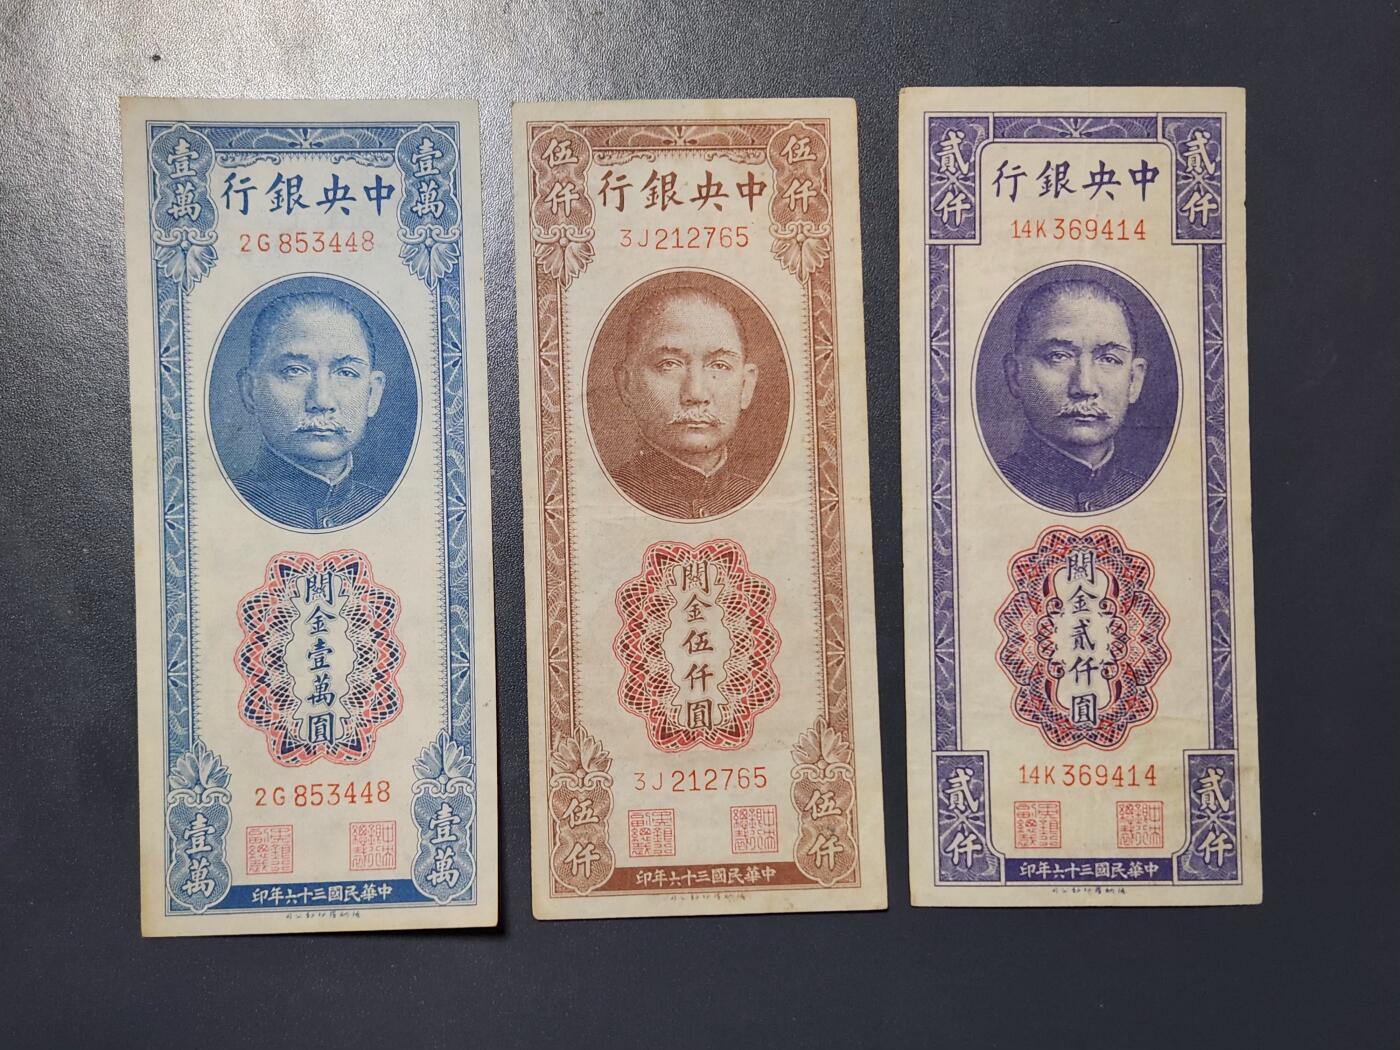 壹萬 壹萬
中央銀行
2G853448
關金壹萬圓
2G853448
壹萬 壹萬
中華民國三十六年印
伍仟 伍仟
中央銀行
3J212765
關金伍仟圓
3J212765
伍仟 伍仟
中華民國三十六年印
貳仟 貳仟
中央銀行
14K369414
關金貳仟圓
14K369414
貳仟 貳仟
中華民國三十六年印